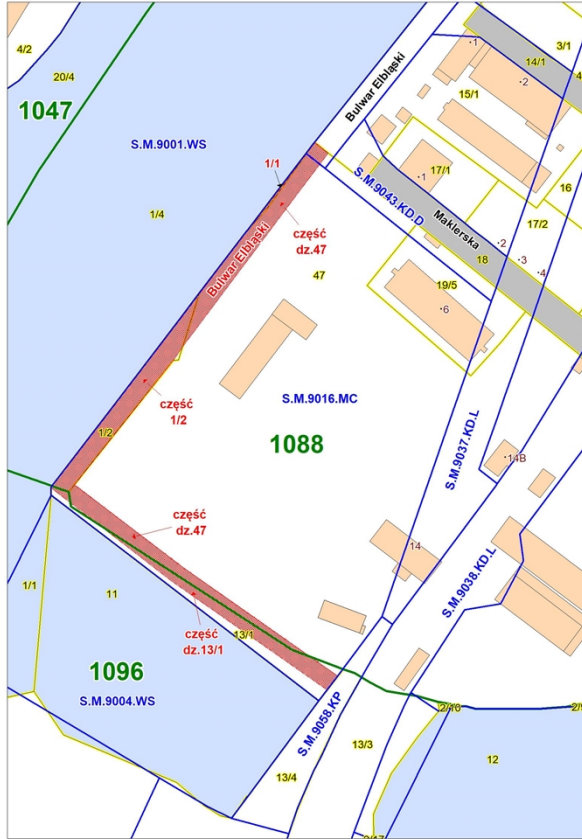 4/2
20/4
1047
S.M.9001.WS
1/4
1/1
Bulwar Elbląski
Bulwar Elbląski
część
dz.47
1
14/1
3/1
4
2
15/1
17/1
1
S.M.9043.KD.D
16
17/2
Maklerska
2
3
4
18
19/5
6
47
część
1/2
1/2
S.M.9016.MC
1088
S.M.9037.KD.L
14B
część
dz.47
14
S.M.9038.KD.L
1/1
11
część
dz.13/1
13/1
1096
S.M.9004.WS
S.M.9058.KP
13/3
13/4
2/10
12